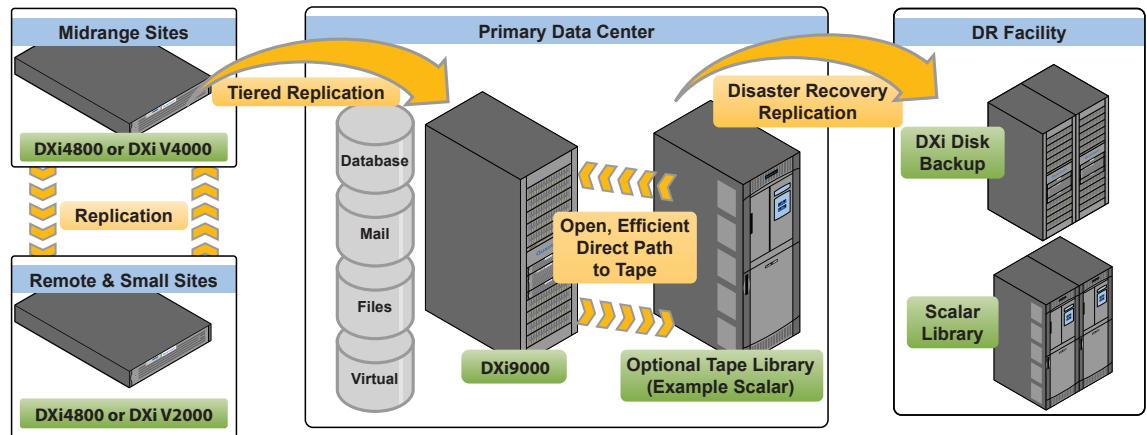 Midrange Sites
DXi4800 or DXi V4000
Replication
Remote & Small Sites
DXi4800 or DXi V2000
Tiered Replication
Primary Data Center
Database
Mail
Files
Virtual
DXi9000
Open, Efficient
Direct Path
to Tape
Optional Tape Library
(Example Scalar)
Disaster Recovery
Replication
DR Facility
DXi Disk
Backup
Scalar
Library